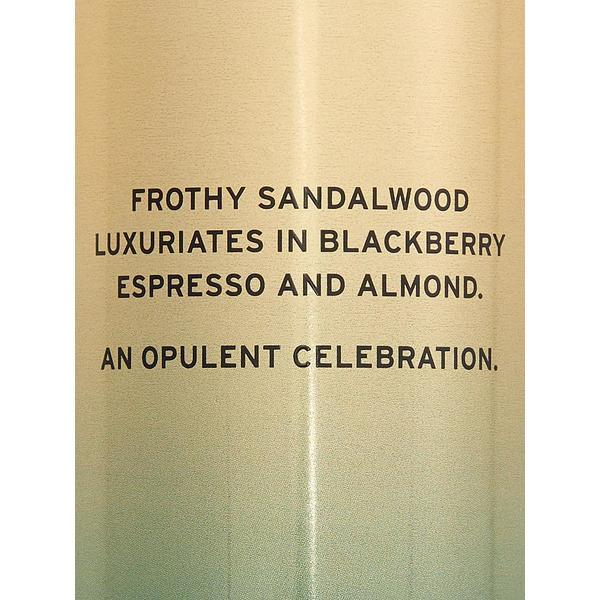 FROTHY SANDALWOOD
LUXURIATES IN BLACKBERRY
ESPRESSO AND ALMOND.
AN OPULENT CELEBRATION.